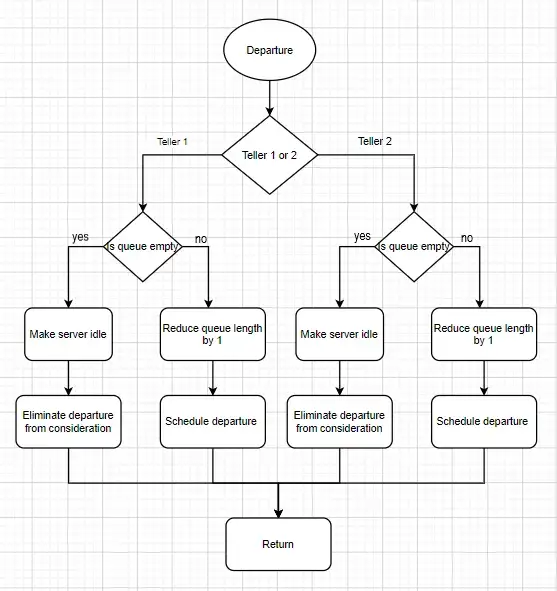 Departure
Teller 1
Teller 1 or 2
Teller 2
yes
Is queue empty
no
yes
Is queue empty
no
Make server idle
Reduce queue length
by 1
Make server idle
Reduce queue length
by 1
Eliminate departure
from consideration
Schedule departure
Eliminate departure
from consideration
Schedule departure
Return